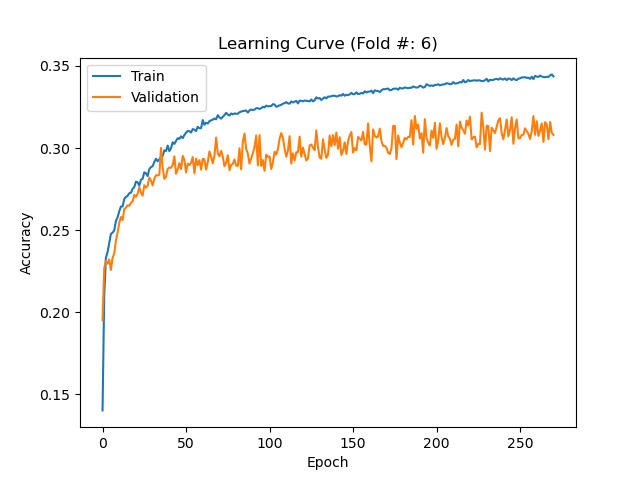 Learning Curve (Fold #: 6)
Train
Validation
0.35
0.30
0.25
0.20
0.15
Accuracy
0 50 100 150 200 250
Epoch